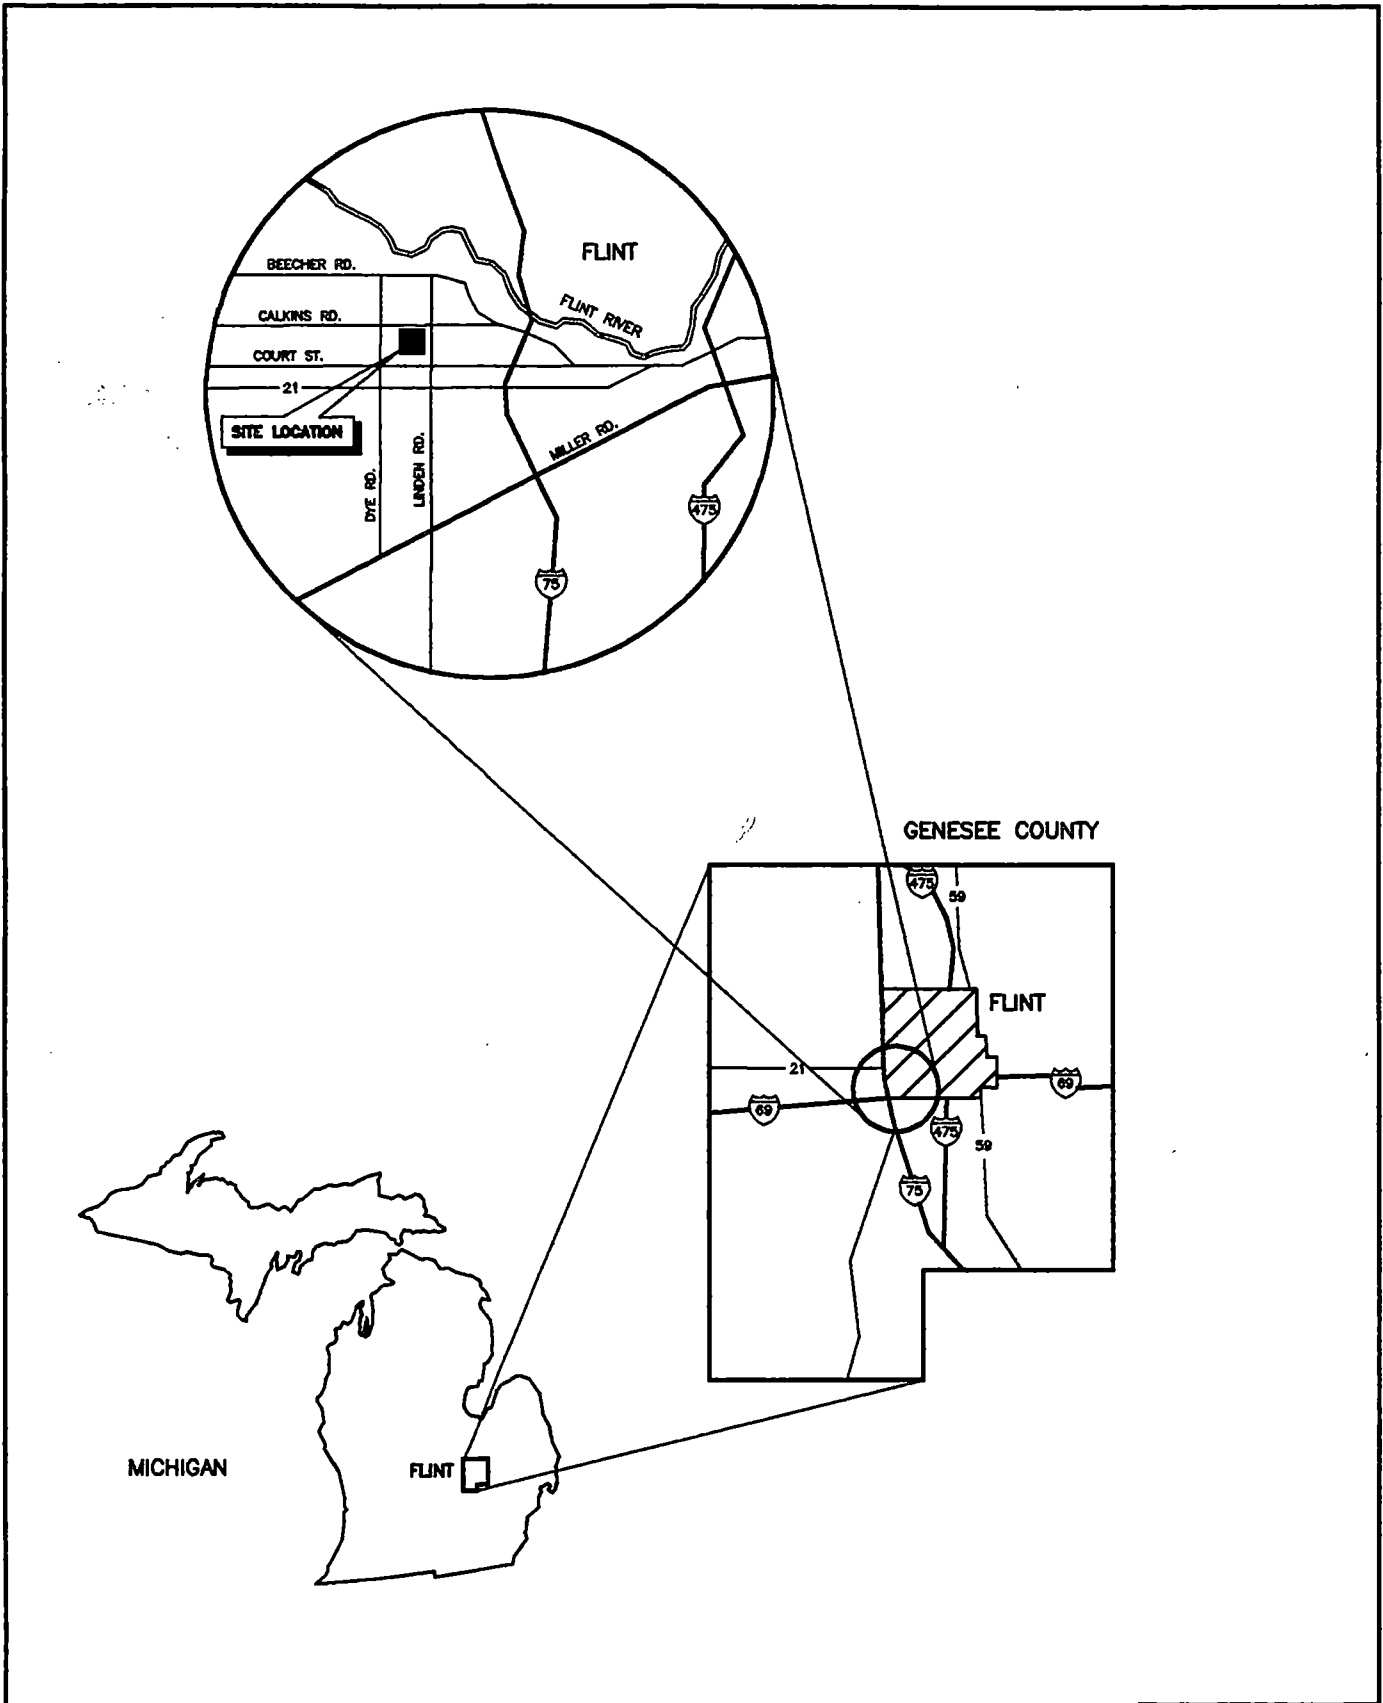 FLINT
BEECHER RD.
FLINT RIVER
CALKINS RD.
COURT ST.
21
SITE LOCATION
MILLER RD.
LINDEN RD.
DYE RD.
475
75
GENESEE COUNTY
475
59
FLINT
21
69
69
475
59
75
MICHIGAN
FLINT